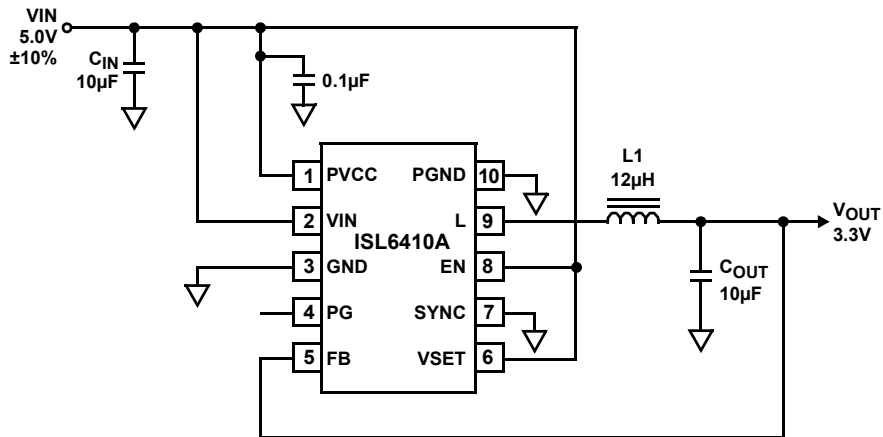 VIN
5.0V
±10%
CIN
10µF
0.1µF
1 PVCC
PGND 10
2 VIN
L 9
ISL6410A
3 GND
EN 8
4 PG
SYNC 7
5 FB
VSET 6
L1
12µH
VOUT
3.3V
COUT
10µF